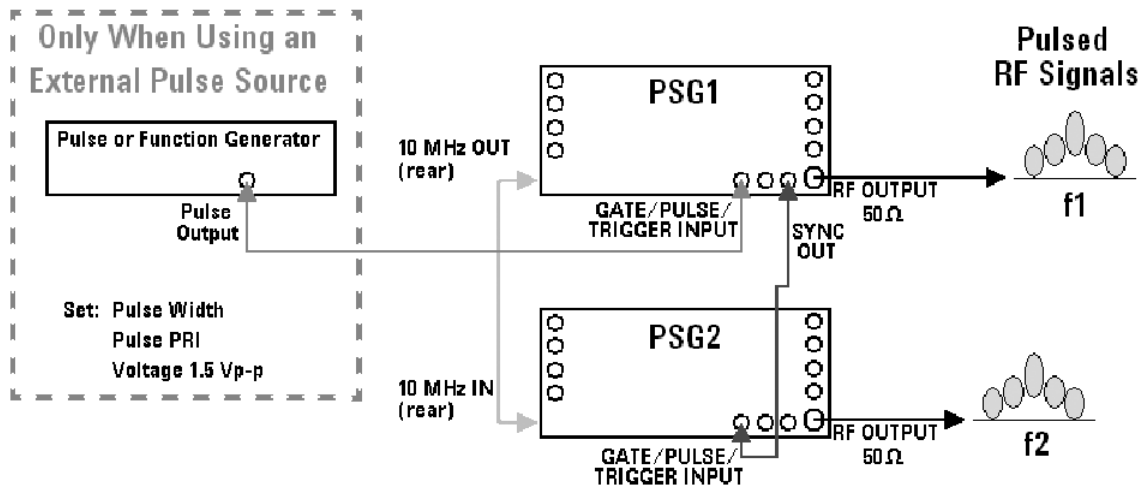 Only When Using an
External Pulse Source
Pulse or Function Generator
Pulse
Output
Set: Pulse Width
Pulse PRI
Voltage 1.5 Vp-p
10 MHz OUT
(rear)
PSG1
GATE/PULSE/
TRIGGER INPUT
SYNC
OUT
RF OUTPUT
50Ω
Pulsed
RF Signals
f1
10 MHz IN
(rear)
PSG2
GATE/PULSE/
TRIGGER INPUT
RF OUTPUT
50Ω
f2